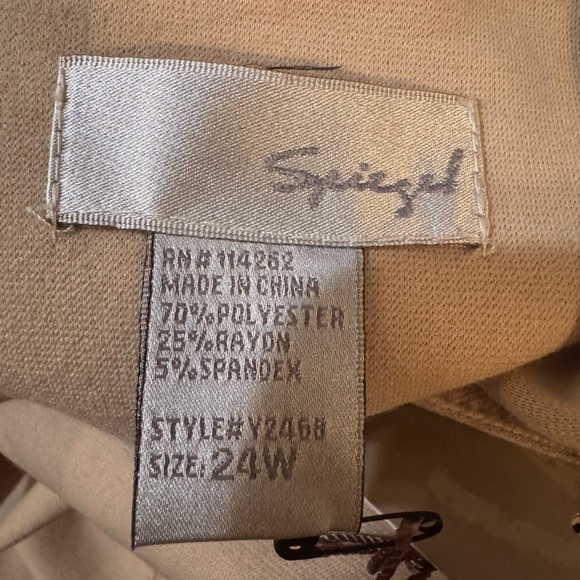 Spiegel
RN # 114262
MADE IN CHINA
70% POLYESTER
25% RAYON
5% SPANDEX
STYLE# Y2468
SIZE: 24W